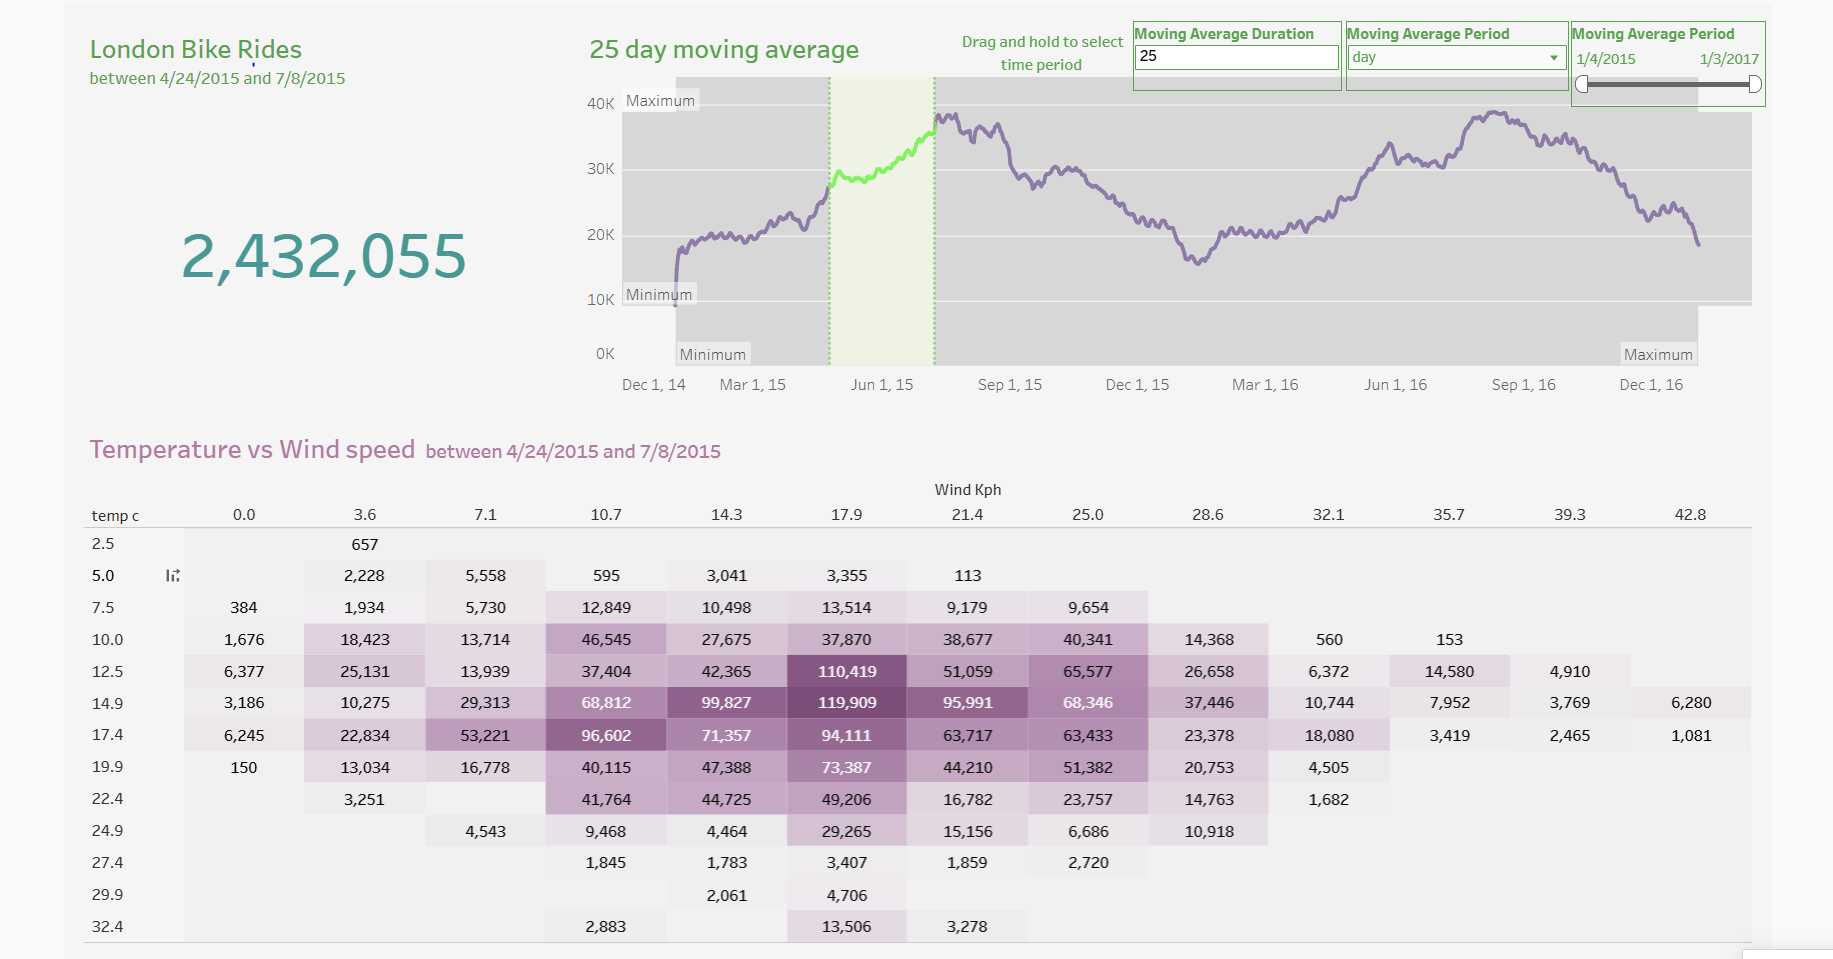 London Bike Rides
between 4/24/2015 and 7/8/2015
2,432,055
25 day moving average
Drag and hold to select
time period
Moving Average Duration
25
Moving Average Period
day
Moving Average Period
1/4/2015 1/3/2017
40K
30K
20K
10K
0K
Maximum
Minimum
Minimum
Maximum
Dec 1, 14 Mar 1, 15 Jun 1, 15 Sep 1, 15 Dec 1, 15 Mar 1, 16 Jun 1, 16 Sep 1, 16 Dec 1, 16
Temperature vs Wind speed between 4/24/2015 and 7/8/2015
Wind Kph
temp c 0.0 3.6 7.1 10.7 14.3 17.9 21.4 25.0 28.6 32.1 35.7 39.3 42.8
2.5 657
5.0 2,228 5,558 595 3,041 3,355 113
7.5 384 1,934 5,730 12,849 10,498 13,514 9,179 9,654
10.0 1,676 18,423 13,714 46,545 27,675 37,870 38,677 40,341 14,368 560 153
12.5 6,377 25,131 13,939 37,404 42,365 110,419 51,059 65,577 26,658 6,372 14,580 4,910
14.9 3,186 10,275 29,313 68,812 99,827 119,909 95,991 68,346 37,446 10,744 7,952 3,769 6,280
17.4 6,245 22,834 53,221 96,602 71,357 94,111 63,717 63,433 23,378 18,080 3,419 2,465 1,081
19.9 150 13,034 16,778 40,115 47,388 73,387 44,210 51,382 20,753 4,505
22.4 3,251 41,764 44,725 49,206 16,782 23,757 14,763 1,682
24.9 4,543 9,468 4,464 29,265 15,156 6,686 10,918
27.4 1,845 1,783 3,407 1,859 2,720
29.9 2,061 4,706
32.4 2,883 13,506 3,278